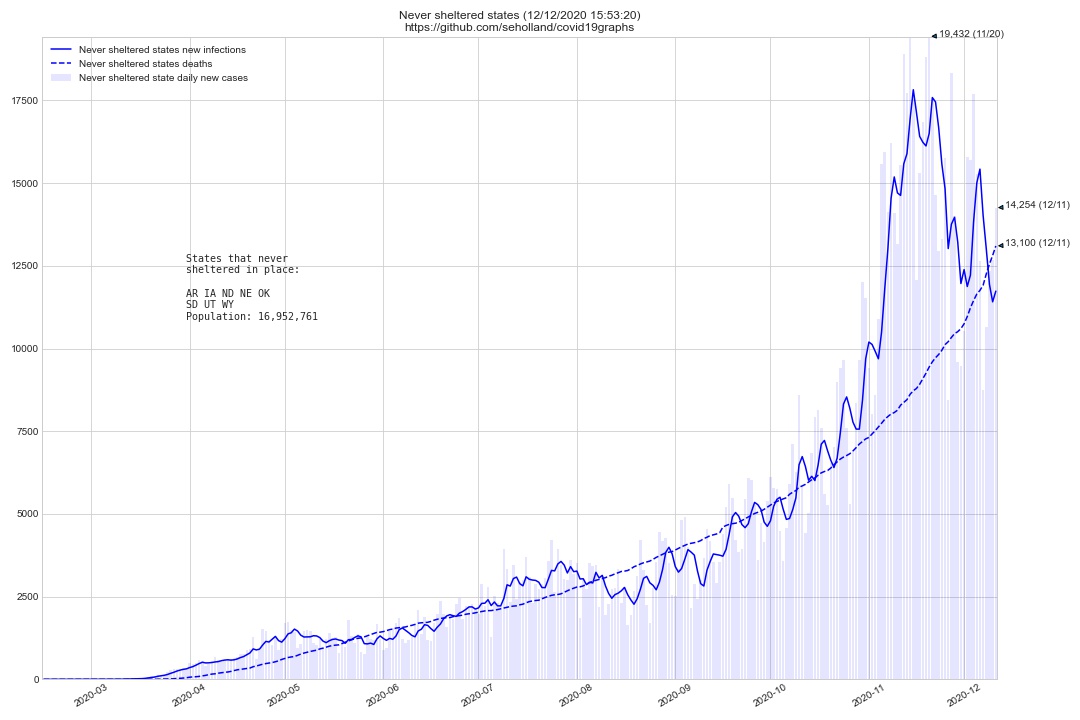 Never sheltered states (12/12/2020 15:53:20)
https://github.com/seholland/covid19graphs
19,432 (11/20)
Never sheltered states new infections
Never sheltered states deaths
Never sheltered state daily new cases
17500
15000
14,254 (12/11)
13,100 (12/11)
12500
States that never
sheltered in place:
AR IA ND NE OK
SD UT WY
Population: 16,952,761
10000
7500
5000
2500
0
2020-03
2020-04
2020-05
2020-06
2020-07
2020-08
2020-09
2020-10
2020-11
2020-12